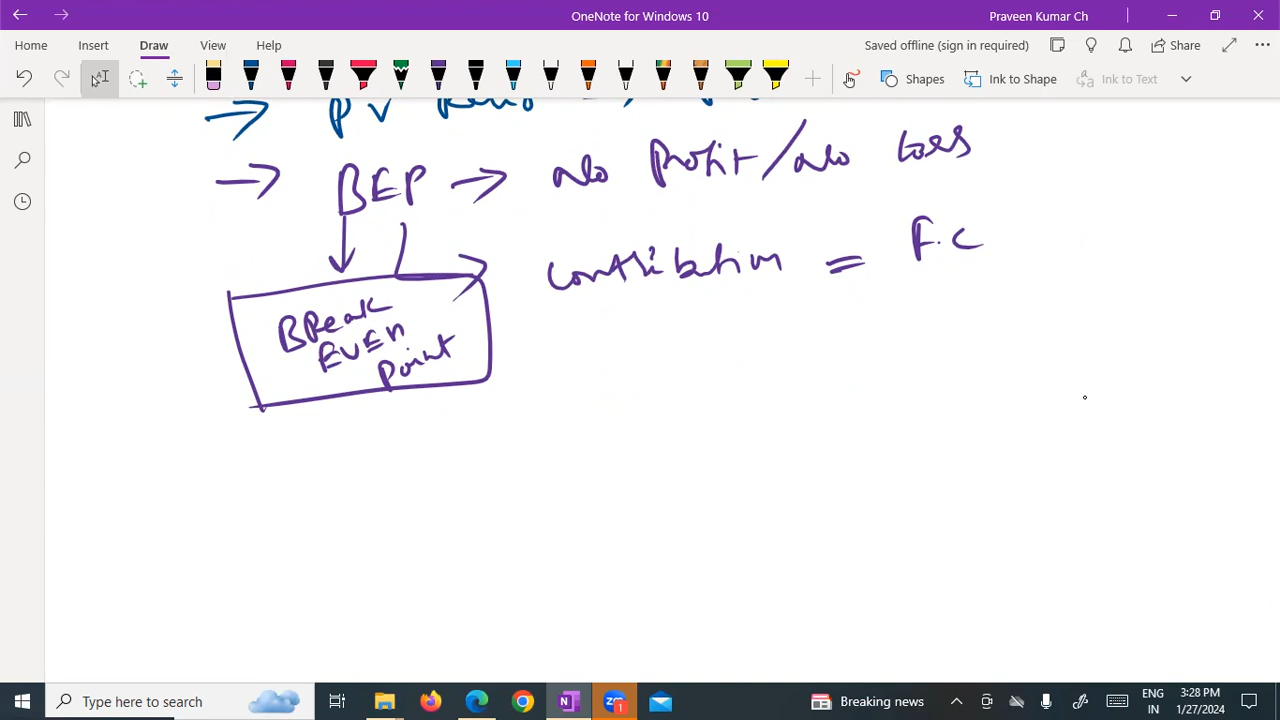 OneNote for Windows 10
Praveen Kumar Ch
Home Insert Draw View Help
Saved offline (sign in required)
Share
Shapes
Ink to Shape
Ink to Text
→ PV Ratio
→ BEP → No Profit/No Loss
contribution = F.C
BReak
EVEN
Point
Type here to search
Breaking news
ENG
IN
3:28 PM
1/27/2024